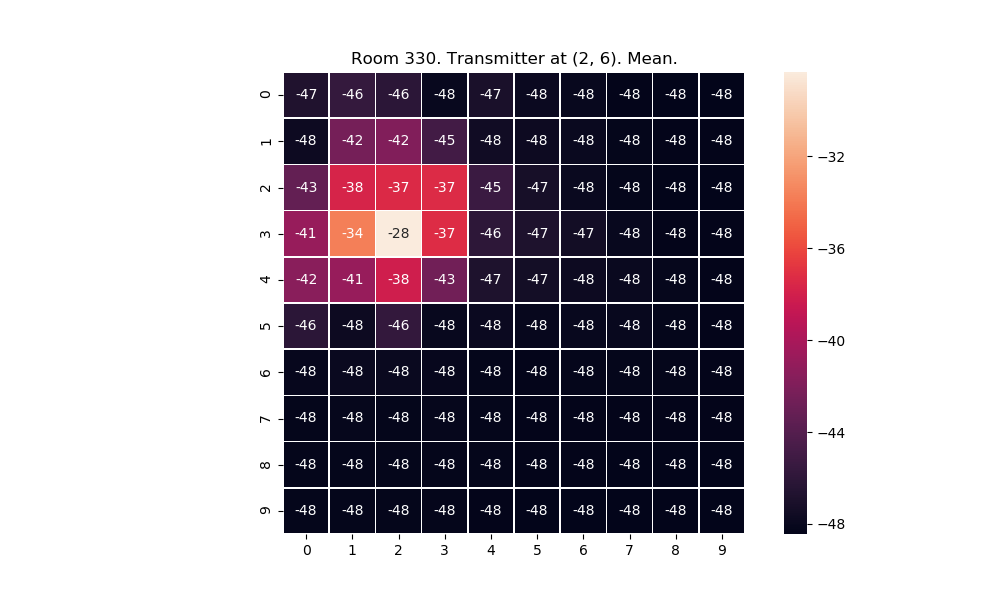 Room 330. Transmitter at (2, 6). Mean.
0 -47 -46 -46 -48 -47 -48 -48 -48 -48 -48
1 -48 -42 -42 -45 -48 -48 -48 -48 -48 -48
2 -43 -38 -37 -37 -45 -47 -48 -48 -48 -48
3 -41 -34 -28 -37 -46 -47 -47 -48 -48 -48
4 -42 -41 -38 -43 -47 -47 -48 -48 -48 -48
5 -46 -48 -46 -48 -48 -48 -48 -48 -48 -48
6 -48 -48 -48 -48 -48 -48 -48 -48 -48 -48
7 -48 -48 -48 -48 -48 -48 -48 -48 -48 -48
8 -48 -48 -48 -48 -48 -48 -48 -48 -48 -48
9 -48 -48 -48 -48 -48 -48 -48 -48 -48 -48
0 1 2 3 4 5 6 7 8 9
−32
−36
−40
−44
−48